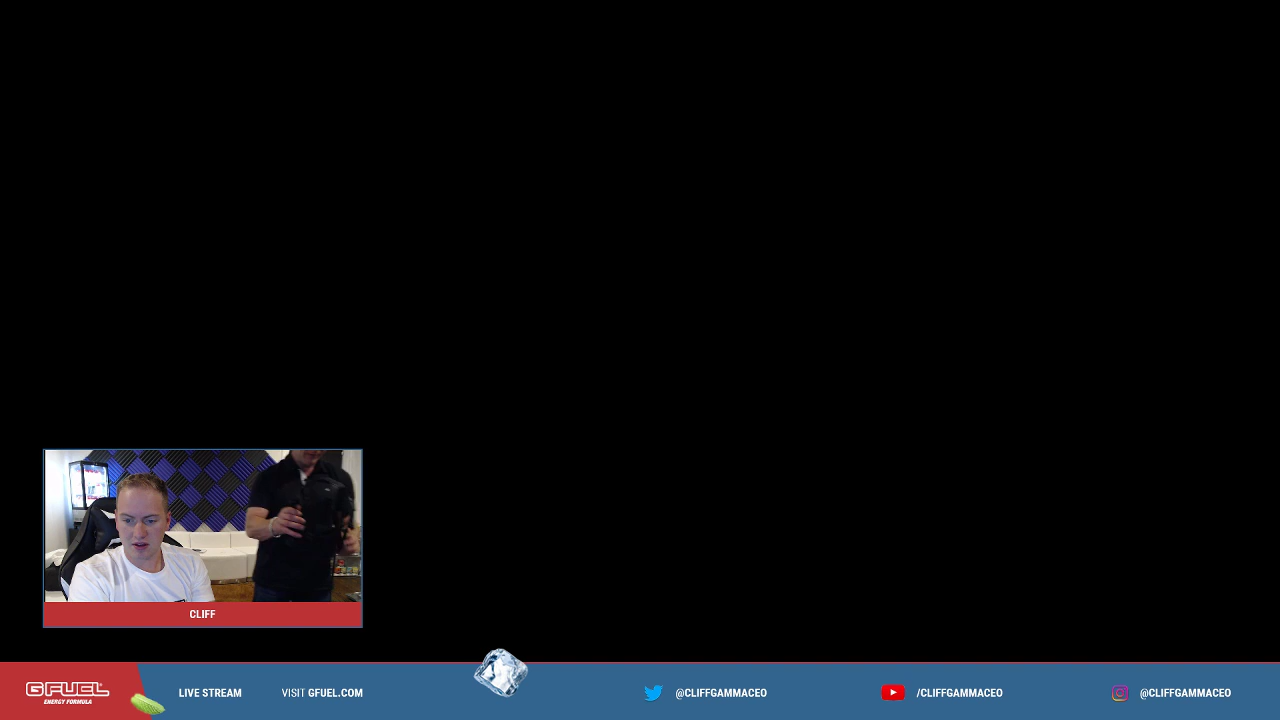 CLIFF
GFUEL
ENERGY FORMULA
LIVE STREAM
VISIT GFUEL.COM
@CLIFFGAMMACEO
/CLIFFGAMMACEO
@CLIFFGAMMACEO